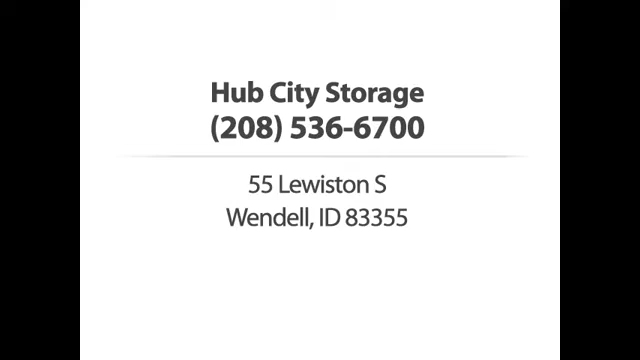 Hub City Storage
(208) 536-6700
55 Lewiston S
Wendell, ID 83355